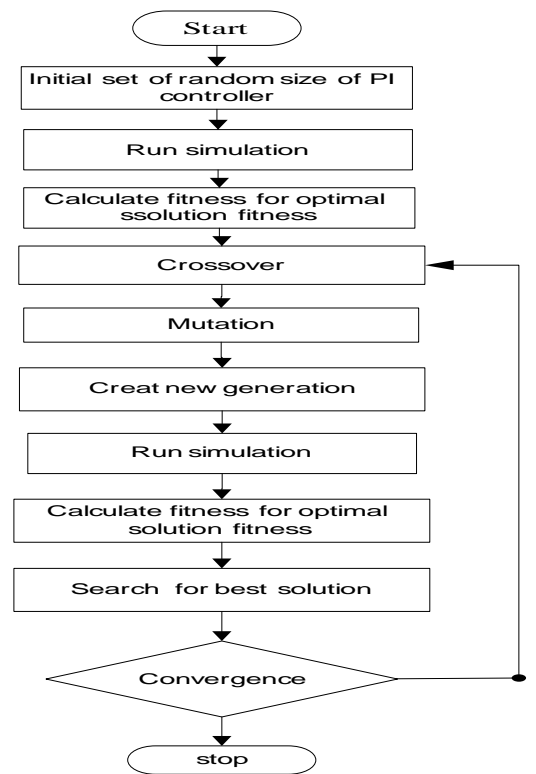 Start
Initial set of random size of PI
controller
Run simulation
Calculate fitness for optimal
ssolution fitness
Crossover
Mutation
Creat new generation
Run simulation
Calculate fitness for optimal
solution fitness
Search for best solution
Convergence
stop